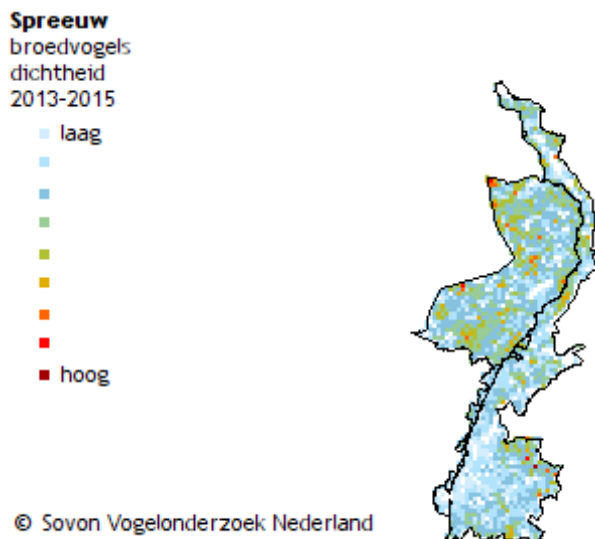 Spreeuw
broedvogels
dichtheid
2013-2015
laag
hoog
© Sovon Vogelonderzoek Nederland